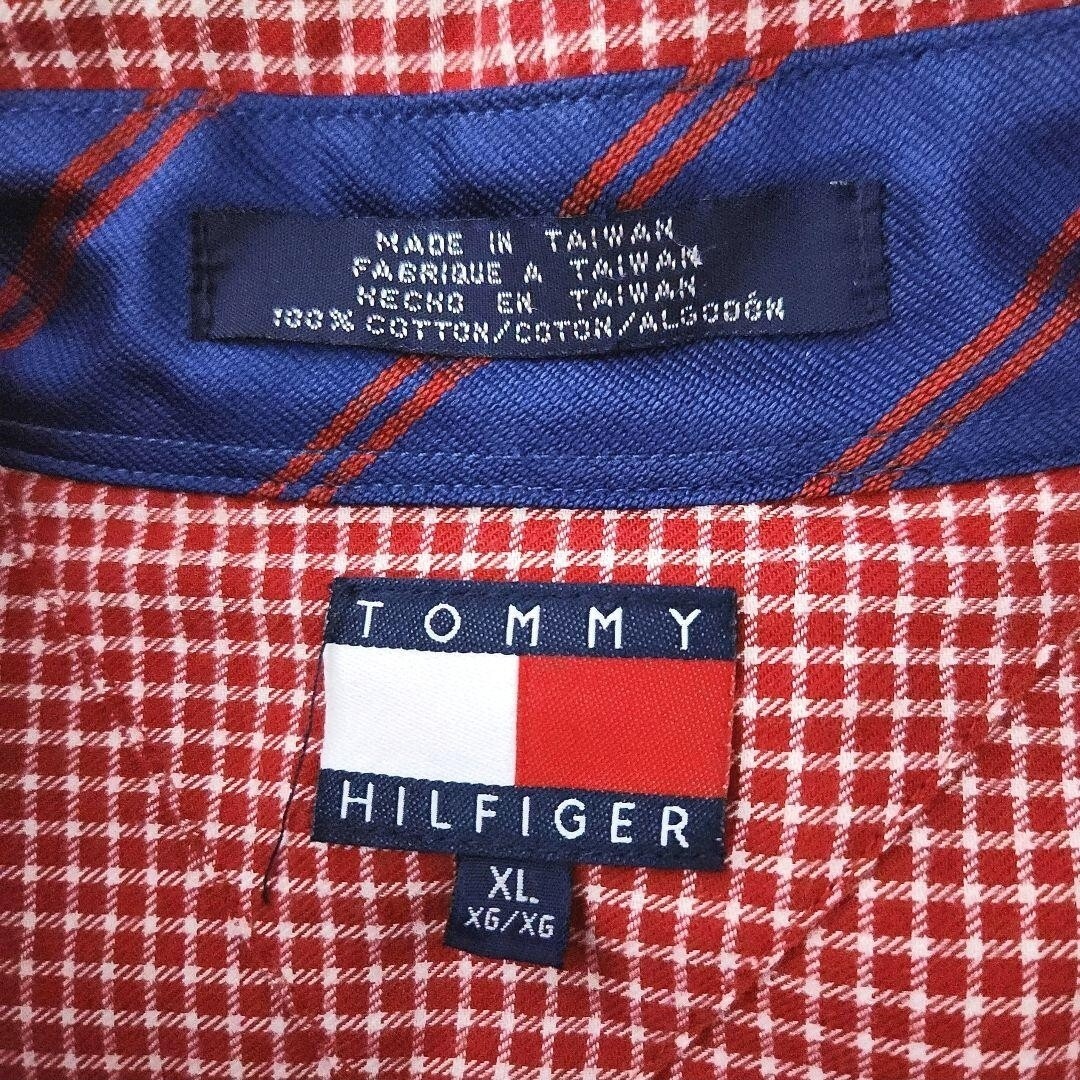 MADE IN TAIWAN
FABRIQUE A TAIWAN
HECHO EN TAIWAN
100% COTTON/COTON/ALGODÓN
TOMMY
HILFIGER
XL
XG/XG